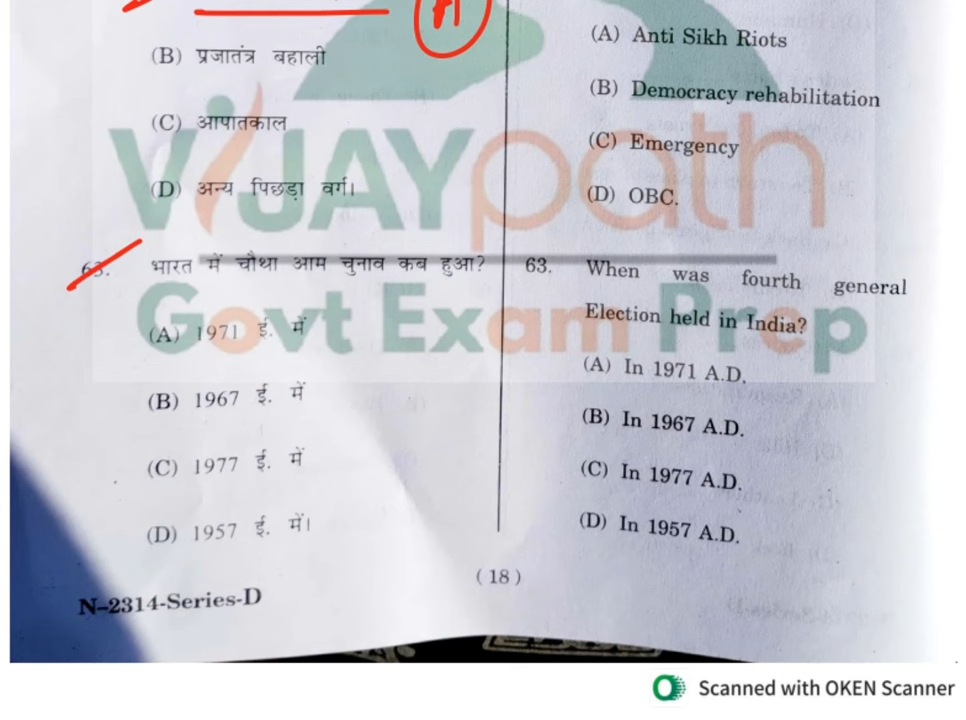 (B) प्रजातंत्र बहाली
(C) आपातकाल
(D) अन्य पिछड़ा वर्ग।
63. भारत में चौथा आम चुनाव कब हुआ?
(A) 1971 ई. में
(B) 1967 ई. में
(C) 1977 ई. में
(D) 1957 ई. में।
(A) Anti Sikh Riots
(B) Democracy rehabilitation
(C) Emergency
(D) OBC.
63. When was fourth general
Election held in India?
(A) In 1971 A.D.
(B) In 1967 A.D.
(C) In 1977 A.D.
(D) In 1957 A.D.
(18)
N–2314-Series-D
VIJAYpath
Govt Exam Prep
Scanned with OKEN Scanner